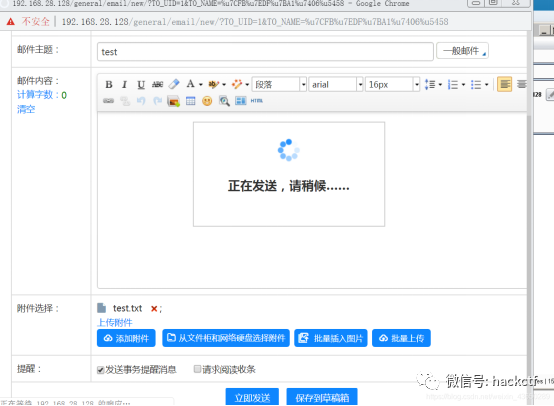 192.168.28.128/general/email/new/?TO_UID=1&TO_NAME=%u7CFB%u7EDF%u7BA1%u7406%u5458 - Google Chrome
不安全 | 192.168.28.128/general/email/new/?TO_UID=1&TO_NAME=%u7CFB%u7EDF%u7BA1%u7406%u5458
邮件主题： test 一般邮件
邮件内容：
计算字数：0
清空
B I U ABC A 段落 arial 16px
HTML
正在发送，请稍候......
附件选择： test.txt ;
上传附件
添加附件 从文件柜和网络硬盘选择附件 批量插入图片 批量上传
提醒： 发送事务提醒消息 请求阅读收条
微信号: hackctf
立即发送 保存到草稿箱
正在等待 192.168.28.128 的响应…